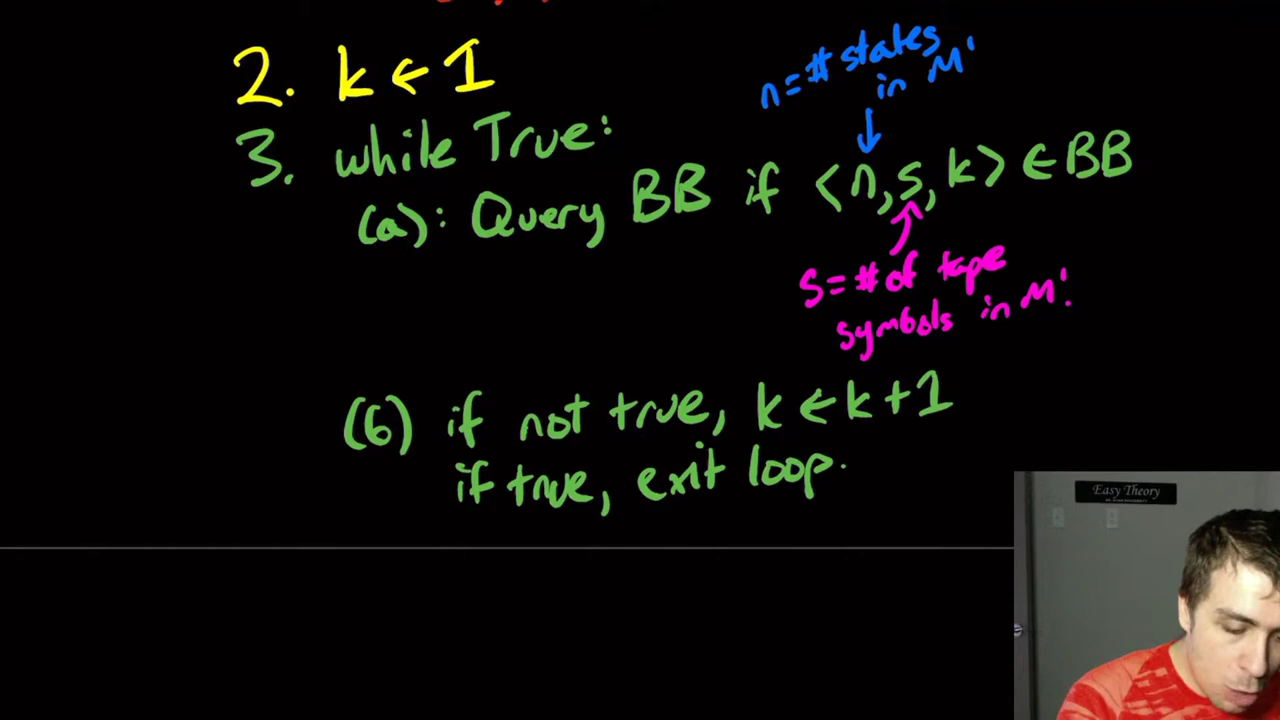 2. k ← 1
n = # states
in M'
3. while True:
(a): Query BB if <n, s, k> ∈ BB
s = # of tape
symbols in M'.
(b) if not true, k ← k + 1
if true, exit loop.
Easy Theory